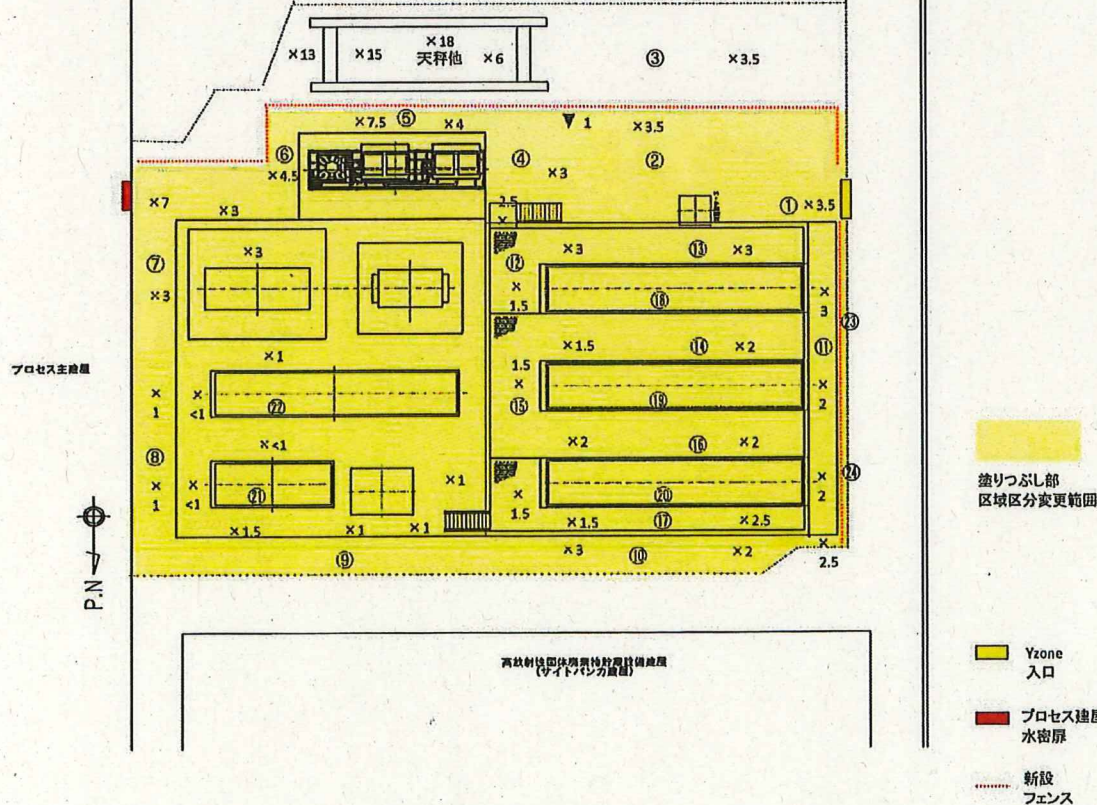 ×18
×13 ×15 天秤他 ×6 ③ ×3.5
×7.5 ⑤ ×4 ▼ 1 ×3.5
⑥ ④ ②
×4.5 ×3
×7 ×3 2.5 × ① ×3.5
⑦ ×3 ⑫ ×3 ⑬ ×3
×3 × 1.5 ⑱ × 3 ㉓
×1 1.5 ×1.5 ⑭ ×2 ⑪
プロセス主建屋
× 1 × <1 ㉒ × ⑮ ⑲ × 2
⑧ ×<1 ×2 ⑯ ×2
× 1 × <1 ㉑ ×1 × 1.5 ⑳ × 2 ㉔
×1.5 ×1 ×1 ×1.5 ⑰ ×2.5
⑨ ×3 ⑩ ×2 × 2.5
P.N
高放射性固体廃棄物貯蔵設備建屋
(サイトバンカ建屋)
塗りつぶし部
区域区分変更範囲
Yzone
入口
プロセス建屋
水密扉
新設
フェンス